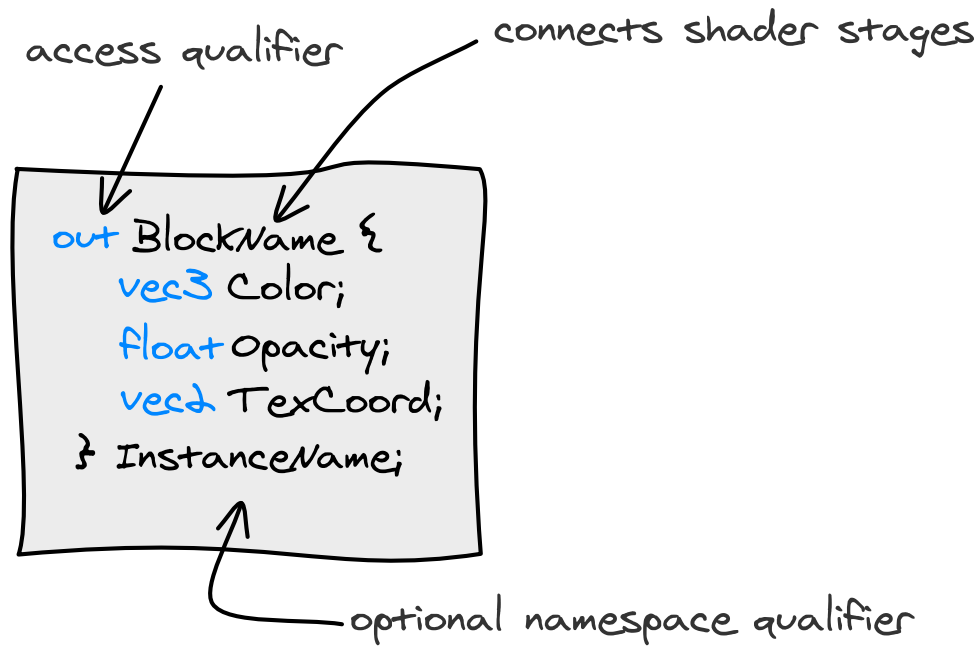 access qualifier
connects shader stages
out BlockName {
vec3 Color;
float Opacity;
vec2 TexCoord;
} InstanceName;
optional namespace qualifier